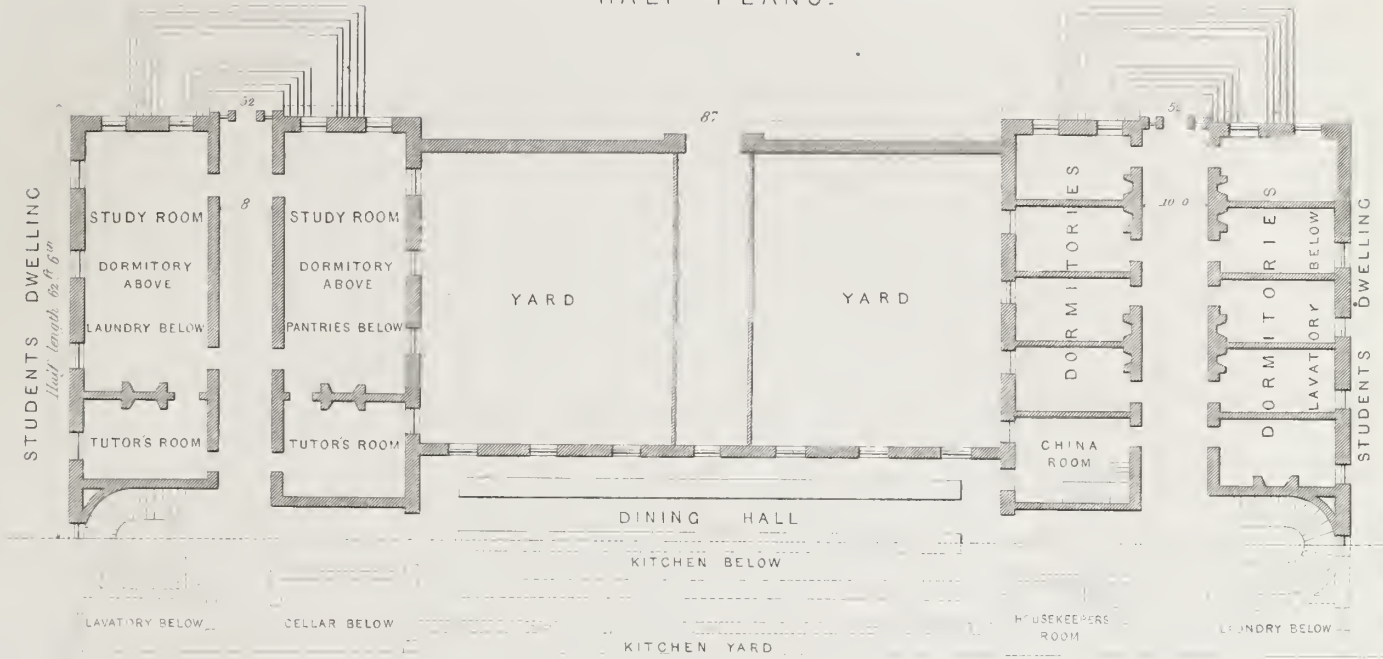 HALF PLANS.
52
87
8
10 0
STUDENTS DWELLING
Half length 62 ft 6 in
STUDY ROOM
DORMITORY
ABOVE
LAUNDRY BELOW
TUTOR'S ROOM
STUDY ROOM
DORMITORY
ABOVE
PANTRIES BELOW
TUTOR'S ROOM
YARD
YARD
DORMITORIES
CHINA
ROOM
DORMITORIES
LAVATORY BELOW
STUDENTS DWELLING
DINING HALL
KITCHEN BELOW
LAVATORY BELOW
CELLAR BELOW
KITCHEN YARD
HOUSEKEEPERS
ROOM
LAUNDRY BELOW